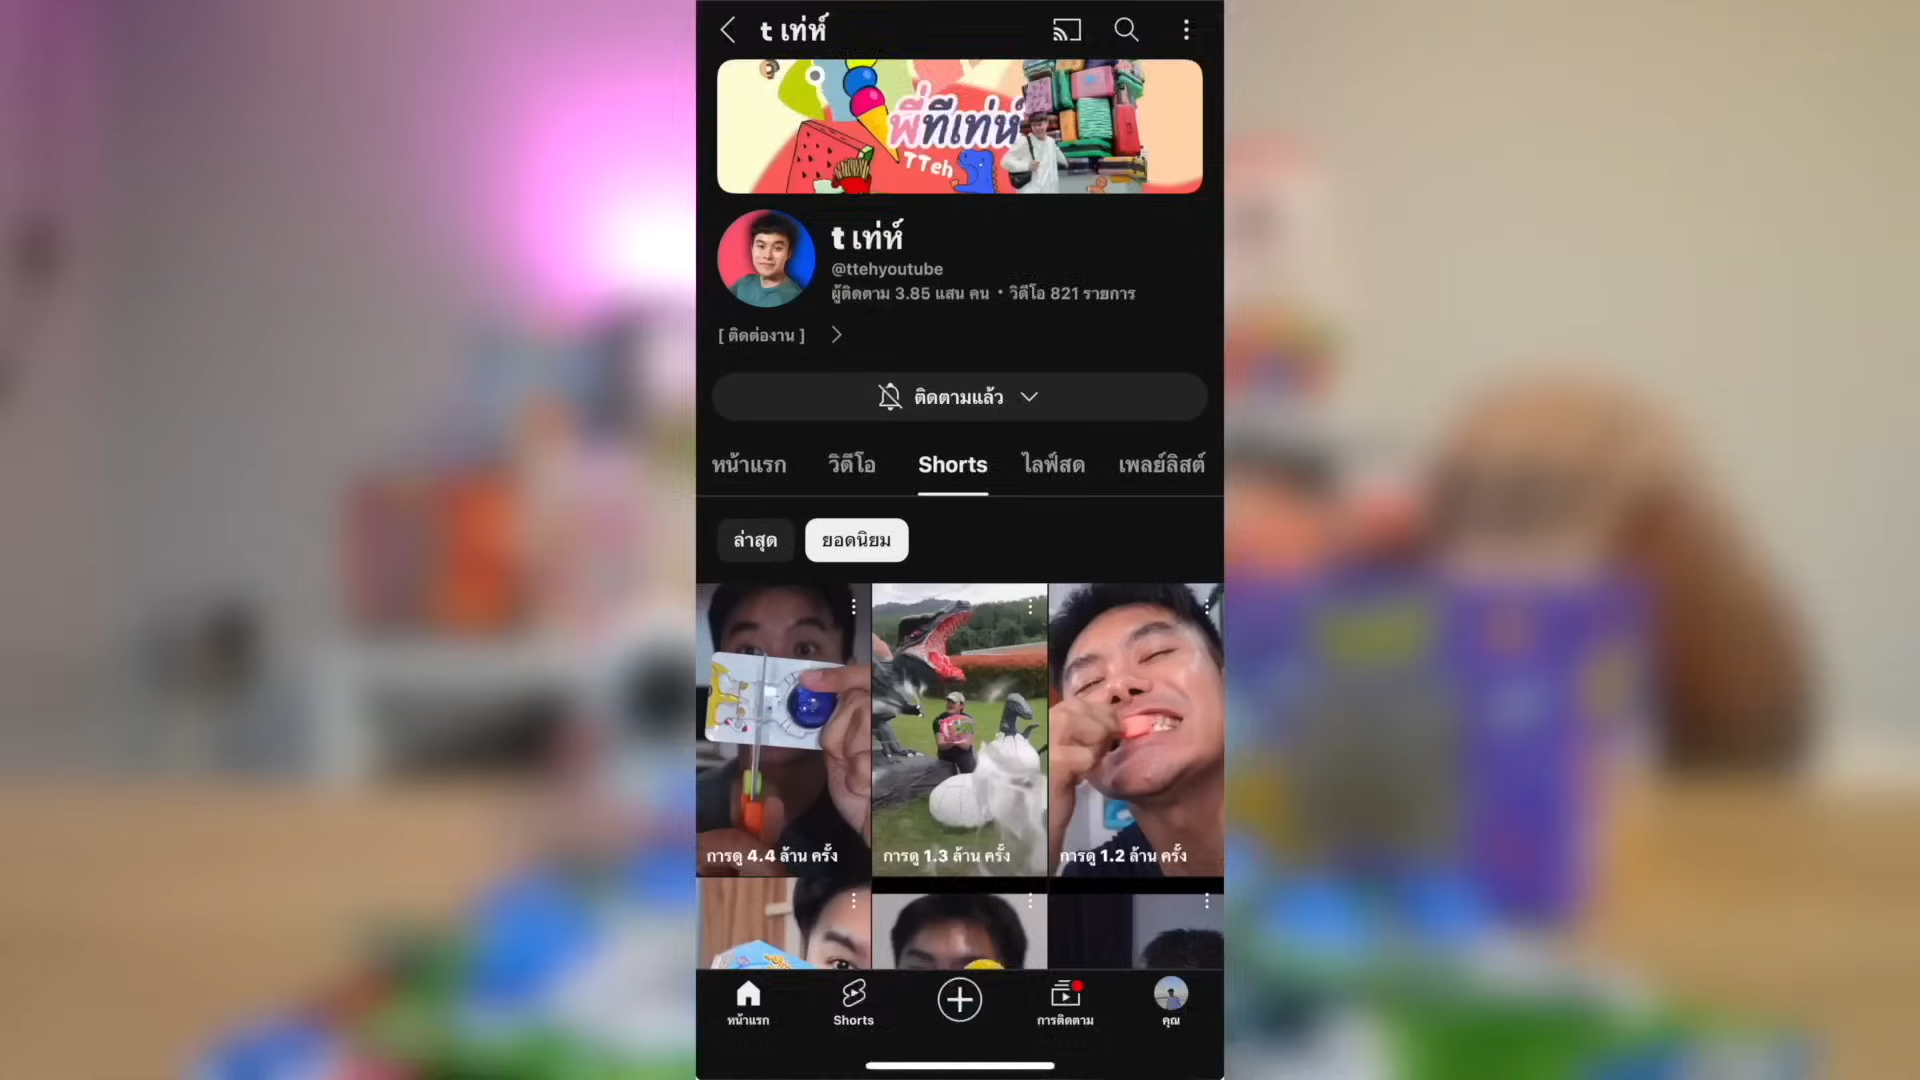 t เท่ห์
พี่ทีเท่ห์
TTeh
t เท่ห์
@ttehyoutube
ผู้ติดตาม 3.85 แสน คน • วิดีโอ 821 รายการ
[ ติดต่องาน ]
ติดตามแล้ว
หน้าแรก วิดีโอ Shorts ไลฟ์สด เพลย์ลิสต์
ล่าสุด ยอดนิยม
การดู 4.4 ล้าน ครั้ง การดู 1.3 ล้าน ครั้ง การดู 1.2 ล้าน ครั้ง
หน้าแรก Shorts การติดตาม คุณ